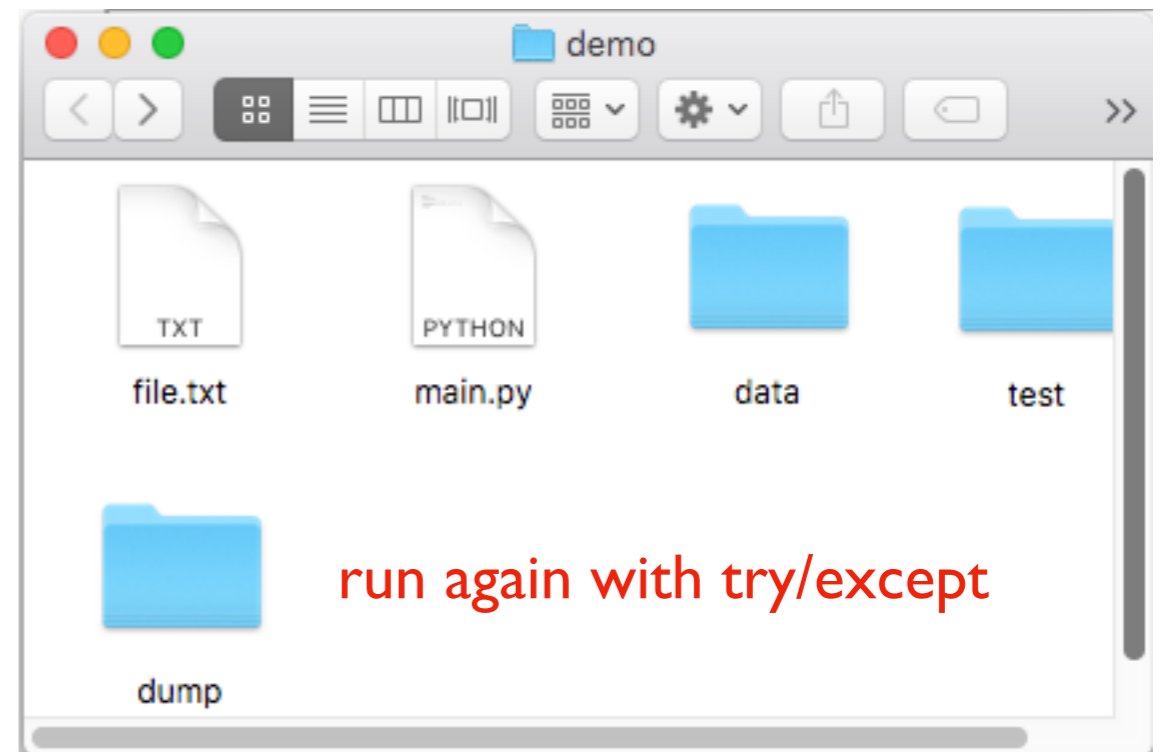 demo
TXT
PYTHON
file.txt
main.py
data
test
run again with try/except
dump